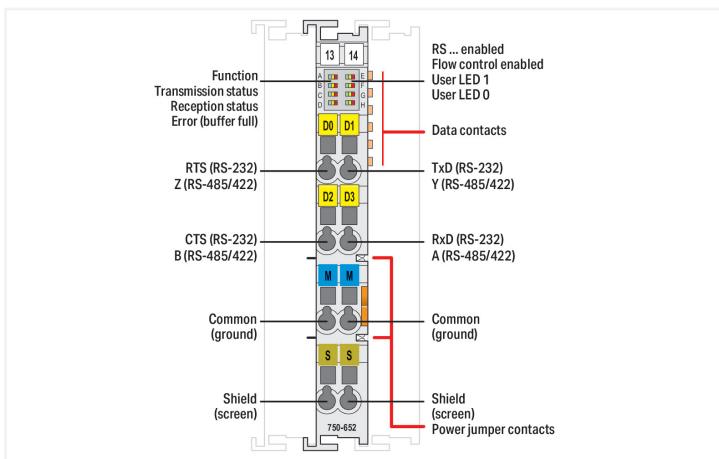 13 14
A E
B F
C G
D H
Function
Transmission status
Reception status
Error (buffer full)
RS ... enabled
Flow control enabled
User LED 1
User LED 0
D0 D1
Data contacts
RTS (RS-232)
Z (RS-485/422)
TxD (RS-232)
Y (RS-485/422)
D2 D3
CTS (RS-232)
B (RS-485/422)
RxD (RS-232)
A (RS-485/422)
M M
Common
(ground)
Common
(ground)
S S
Shield
(screen)
Shield
(screen)
Power jumper contacts
750-652